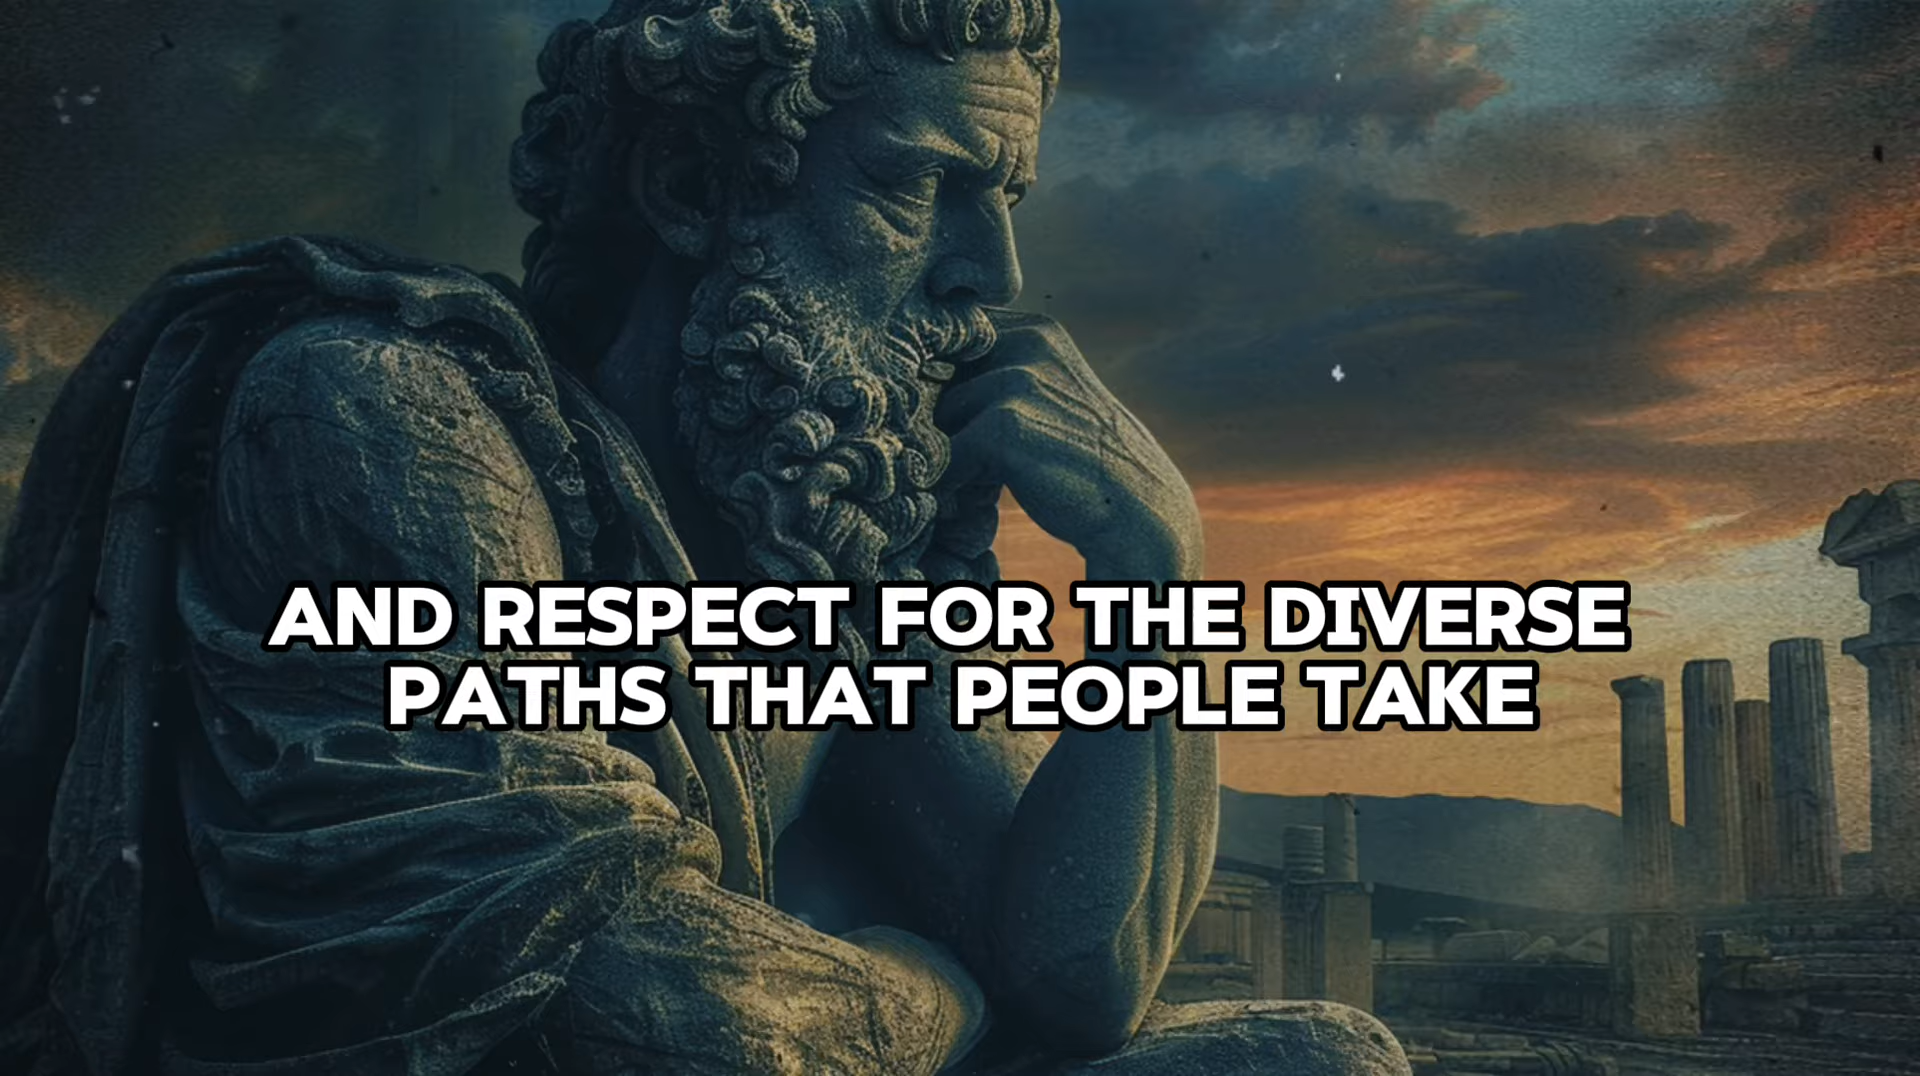 AND RESPECT FOR THE DIVERSE
PATHS THAT PEOPLE TAKE